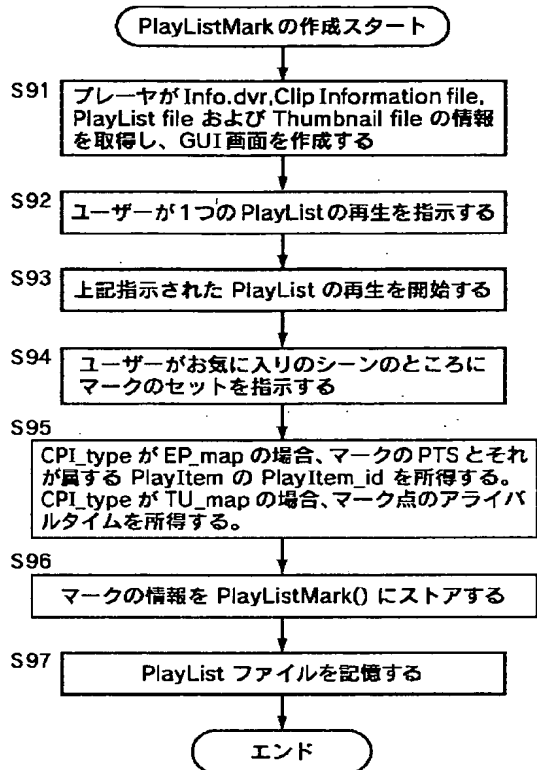 PlayListMarkの作成スタート
S91
プレーヤが Info.dvr,Clip Information file,
PlayList file および Thumbnail file の情報
を取得し、GUI画面を作成する
S92
ユーザーが1つのPlayListの再生を指示する
S93
上記指示された PlayList の再生を開始する
S94
ユーザーがお気に入りのシーンのところに
マークのセットを指示する
S95
CPI_type が EP_map の場合、マークのPTSとそれ
が属する PlayItem の PlayItem_id を所得する。
CPI_type が TU_map の場合、マーク点のアライバ
ルタイムを所得する。
S96
マークの情報を PlayListMark() にストアする
S97
PlayList ファイルを記憶する
エンド